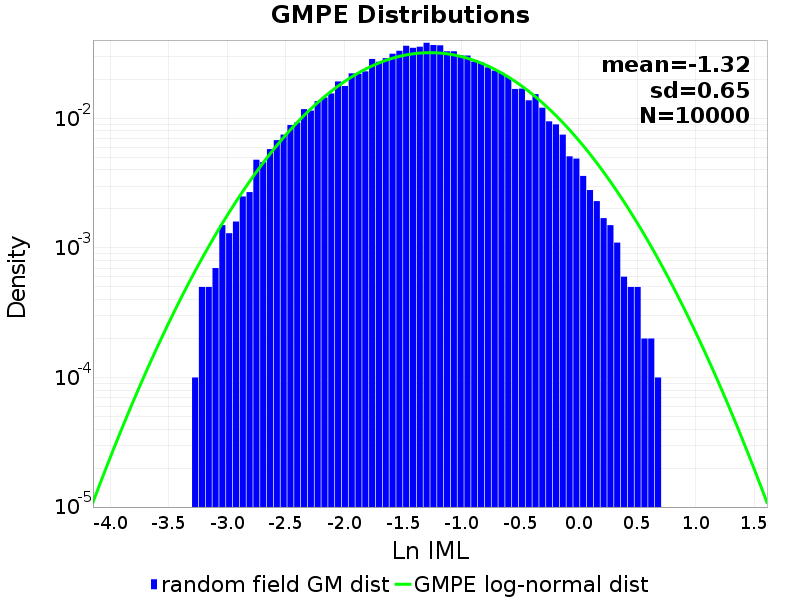 GMPE Distributions
mean=-1.32
sd=0.65
N=10000
10-2
10-3
10-4
10-5
Density
-4.0 -3.5 -3.0 -2.5 -2.0 -1.5 -1.0 -0.5 0.0 0.5 1.0 1.5
Ln IML
random field GM dist GMPE log-normal dist